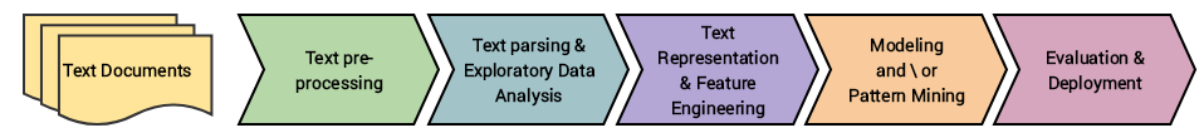 Text Documents
Text pre-
processing
Text parsing &
Exploratory Data
Analysis
Text
Representation
& Feature
Engineering
Modeling
and \ or
Pattern Mining
Evaluation &
Deployment